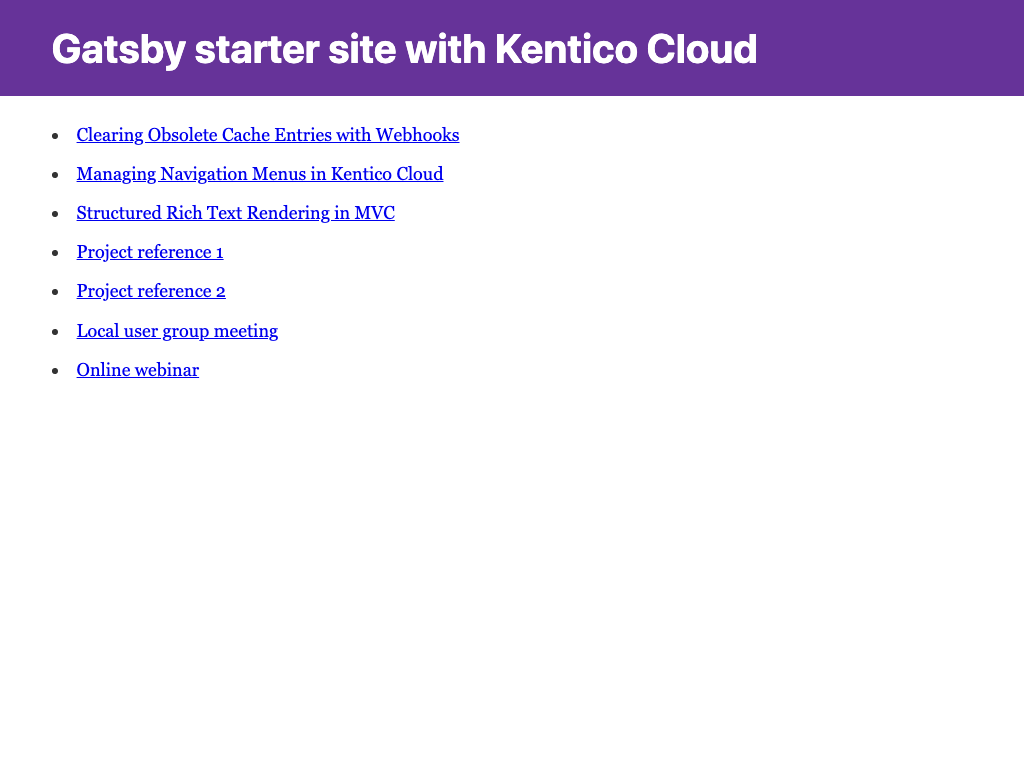 Gatsby starter site with Kentico Cloud
Clearing Obsolete Cache Entries with Webhooks
Managing Navigation Menus in Kentico Cloud
Structured Rich Text Rendering in MVC
Project reference 1
Project reference 2
Local user group meeting
Online webinar